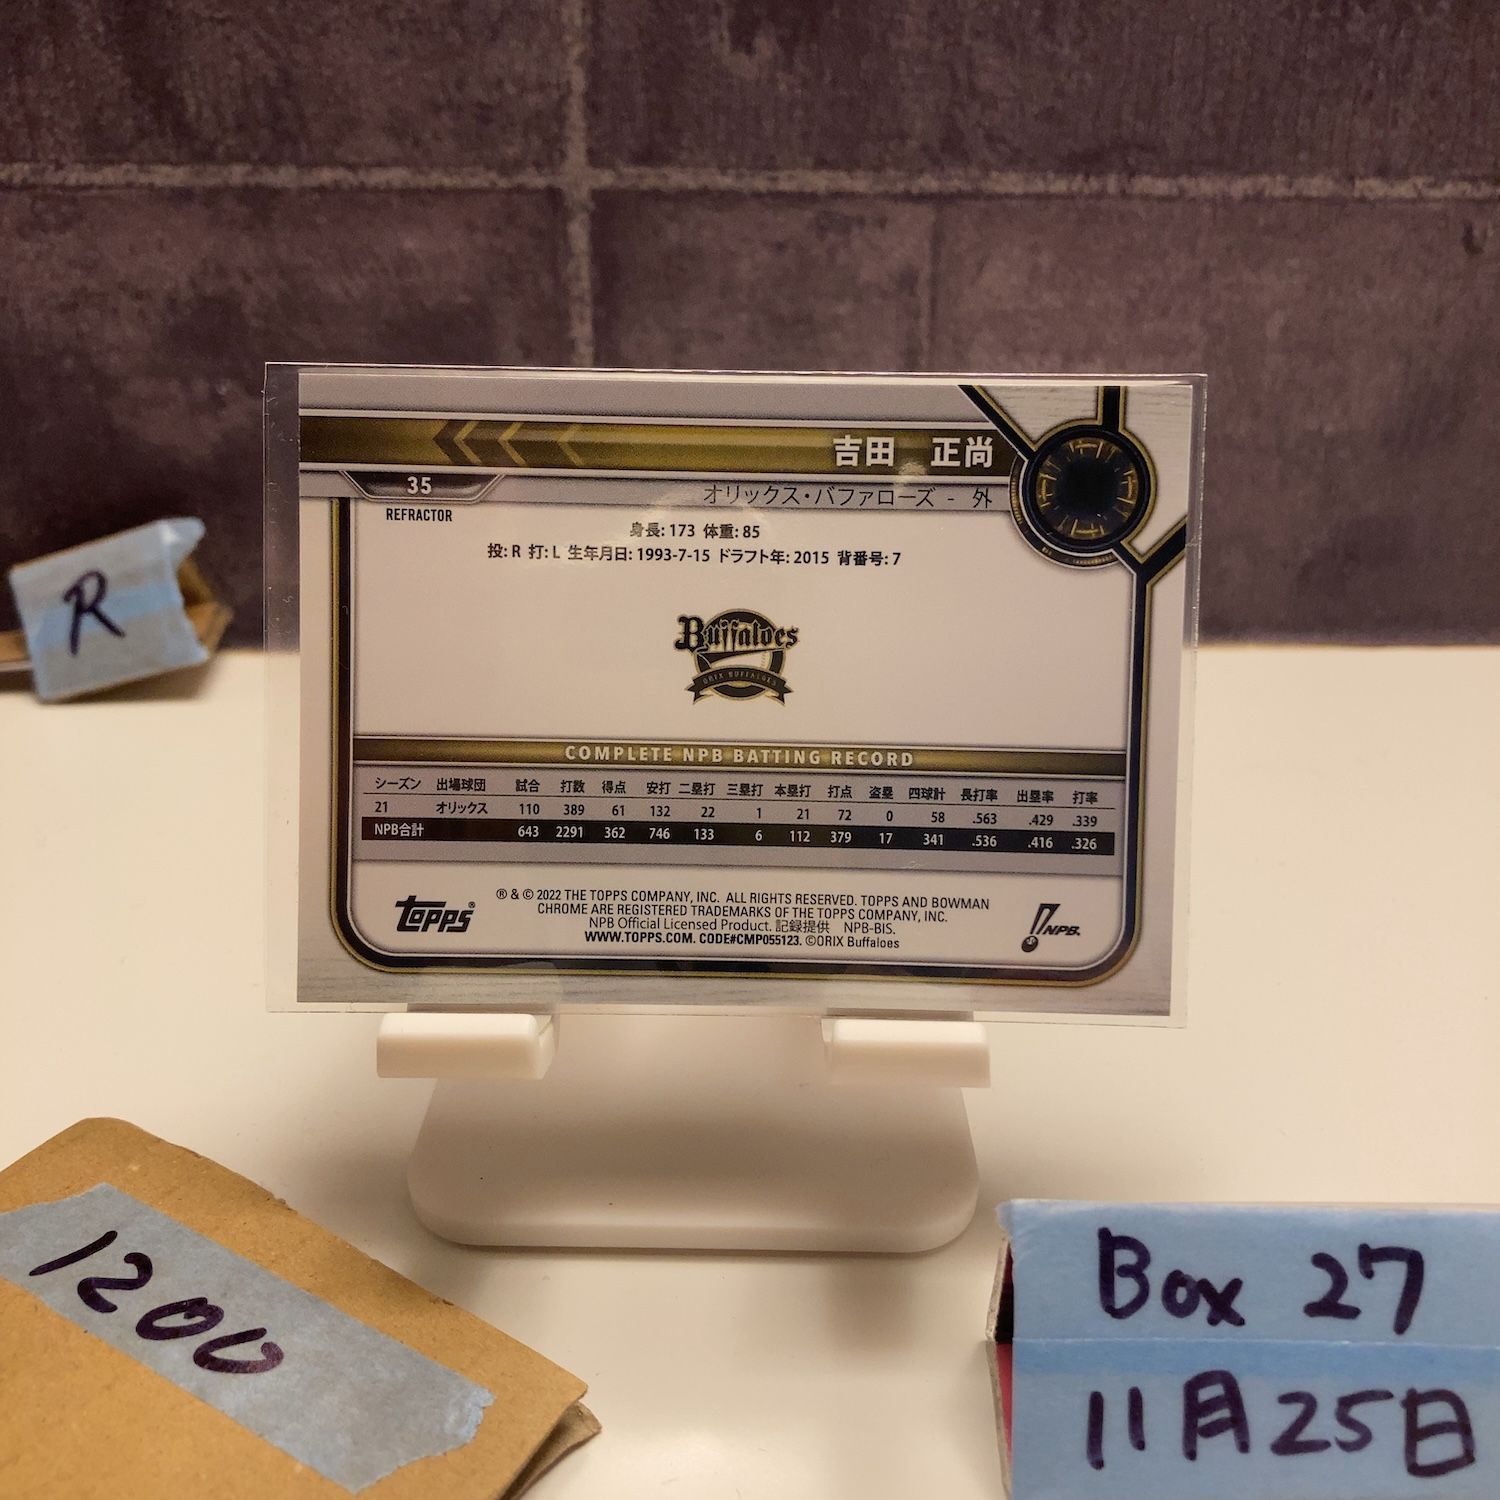 吉田 正尚
35
オリックス・バファローズ - 外
REFRACTOR
身長: 173 体重: 85
投: R 打: L 生年月日: 1993-7-15 ドラフト年: 2015 背番号: 7
R
Buffaloes
ORIX BUFFALOES
COMPLETE NPB BATTING RECORD
シーズン 出場球団 試合 打数 得点 安打 二塁打 三塁打 本塁打 打点 盗塁 四球計 長打率 出塁率 打率
21 オリックス 110 389 61 132 22 1 21 72 0 58 .563 .429 .339
NPB合計 643 2291 362 746 133 6 112 379 17 341 .536 .416 .326
topps®
® & © 2022 THE TOPPS COMPANY, INC. ALL RIGHTS RESERVED. TOPPS AND BOWMAN
CHROME ARE REGISTERED TRADEMARKS OF THE TOPPS COMPANY, INC.
NPB Official Licensed Product. 記録提供 NPB-BIS.
WWW.TOPPS.COM. CODE#CMP055123. ©ORIX Buffaloes
NPB
1200
Box 27
11月25日